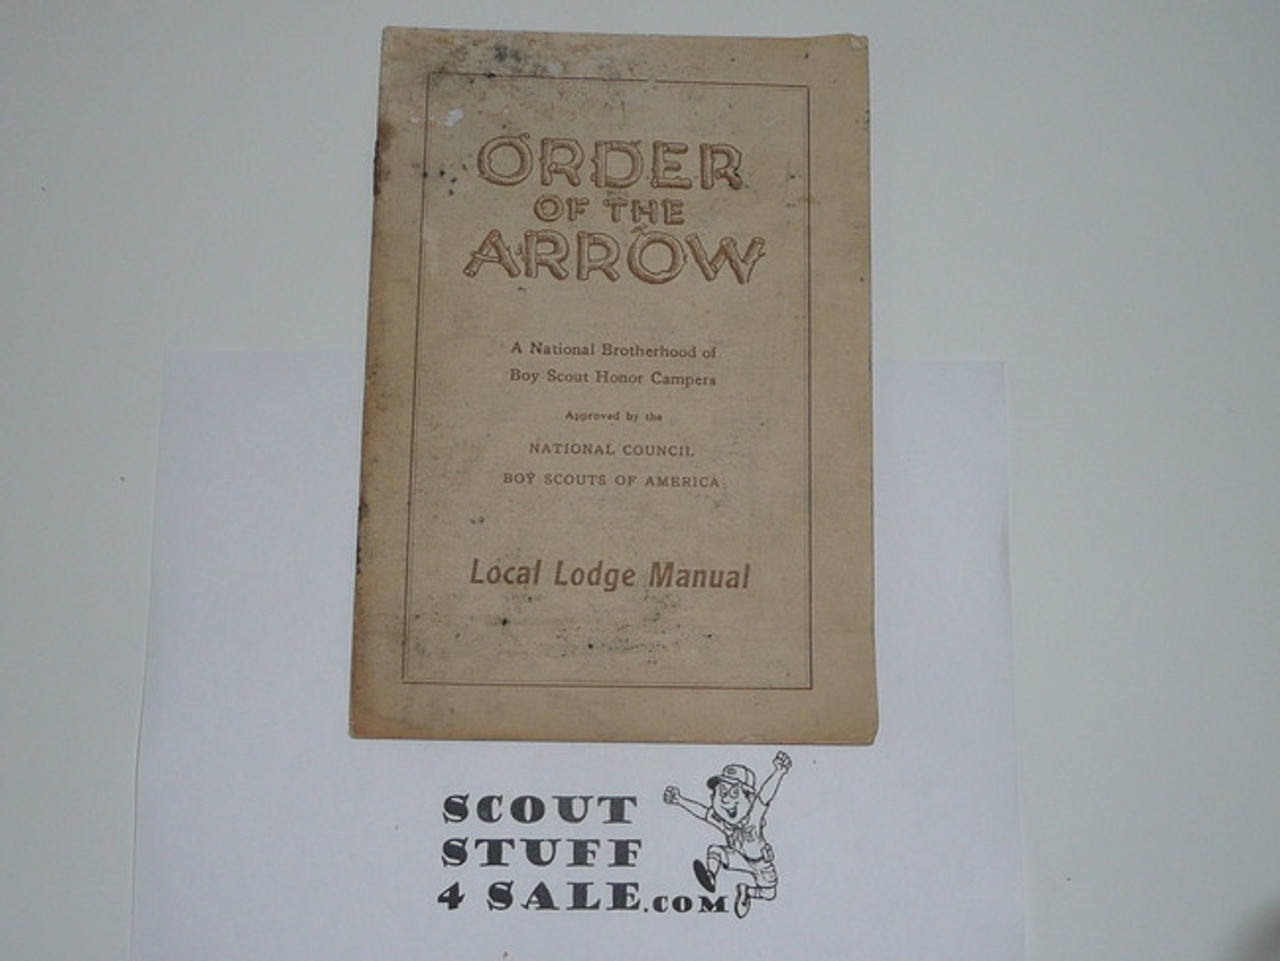 ORDER
OF THE
ARROW
A National Brotherhood of
Boy Scout Honor Campers
Approved by the
NATIONAL COUNCIL
BOY SCOUTS OF AMERICA
Local Lodge Manual
SCOUT
STUFF
4 SALE.COM